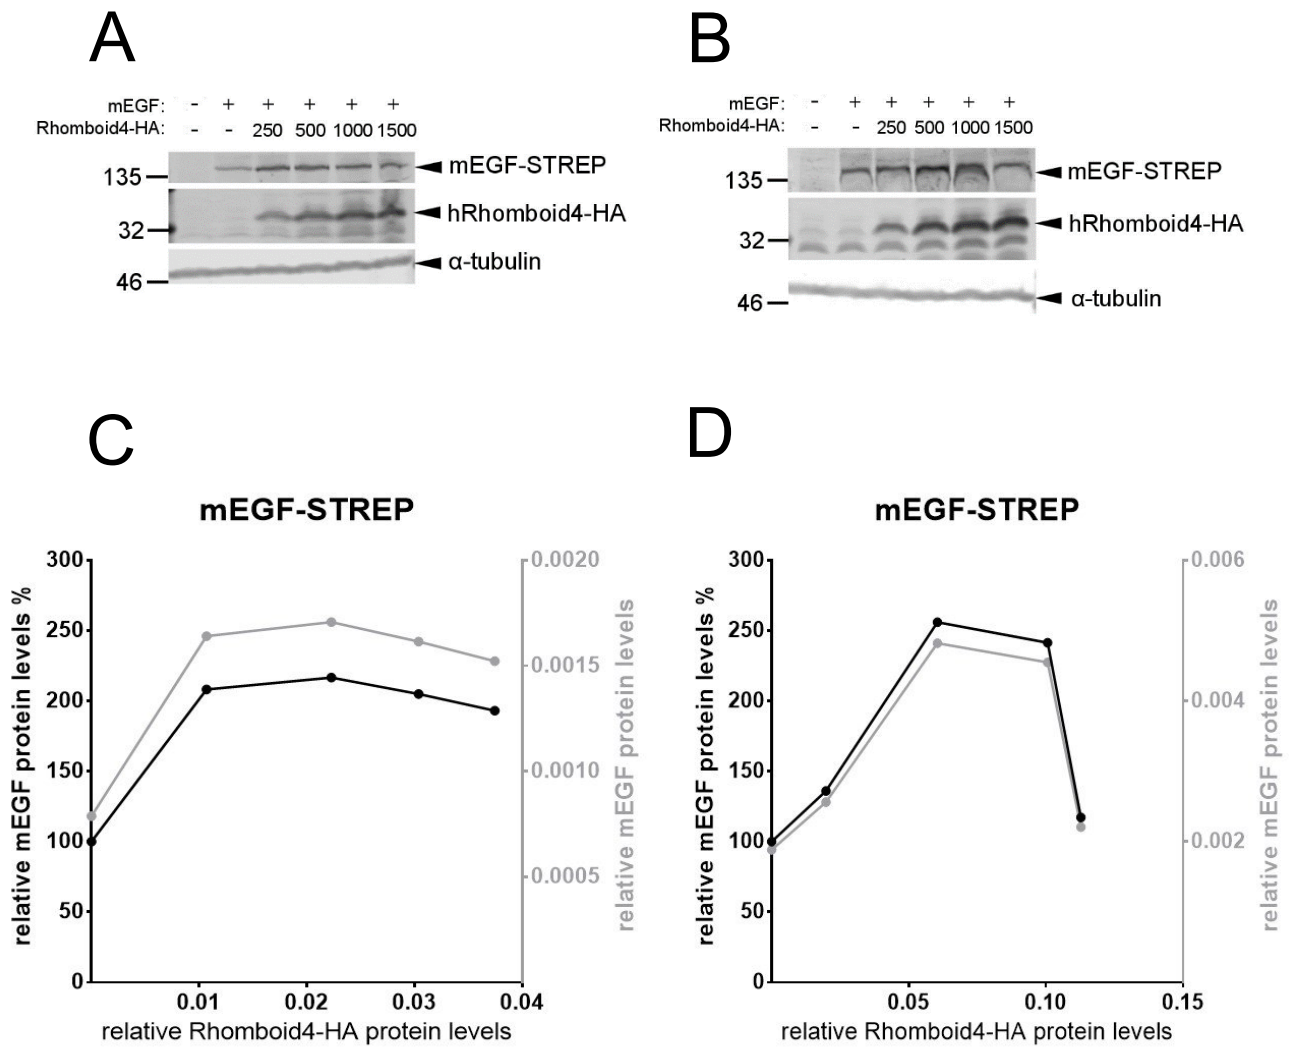 A
mEGF: - + + + + +
Rhomboid4-HA: - - 250 500 1000 1500
mEGF-STREP
135
hRhomboid4-HA
32
α-tubulin
46
B
mEGF: - + + + + +
Rhomboid4-HA: - - 250 500 1000 1500
mEGF-STREP
135
hRhomboid4-HA
32
α-tubulin
46
C
mEGF-STREP
relative mEGF protein levels %
300
250
200
150
100
50
0
0.01 0.02 0.03 0.04
relative Rhomboid4-HA protein levels
0.0020
0.0015
0.0010
0.0005
relative mEGF protein levels
D
mEGF-STREP
relative mEGF protein levels %
300
250
200
150
100
50
0
0.05 0.10 0.15
relative Rhomboid4-HA protein levels
0.006
0.004
0.002
relative mEGF protein levels